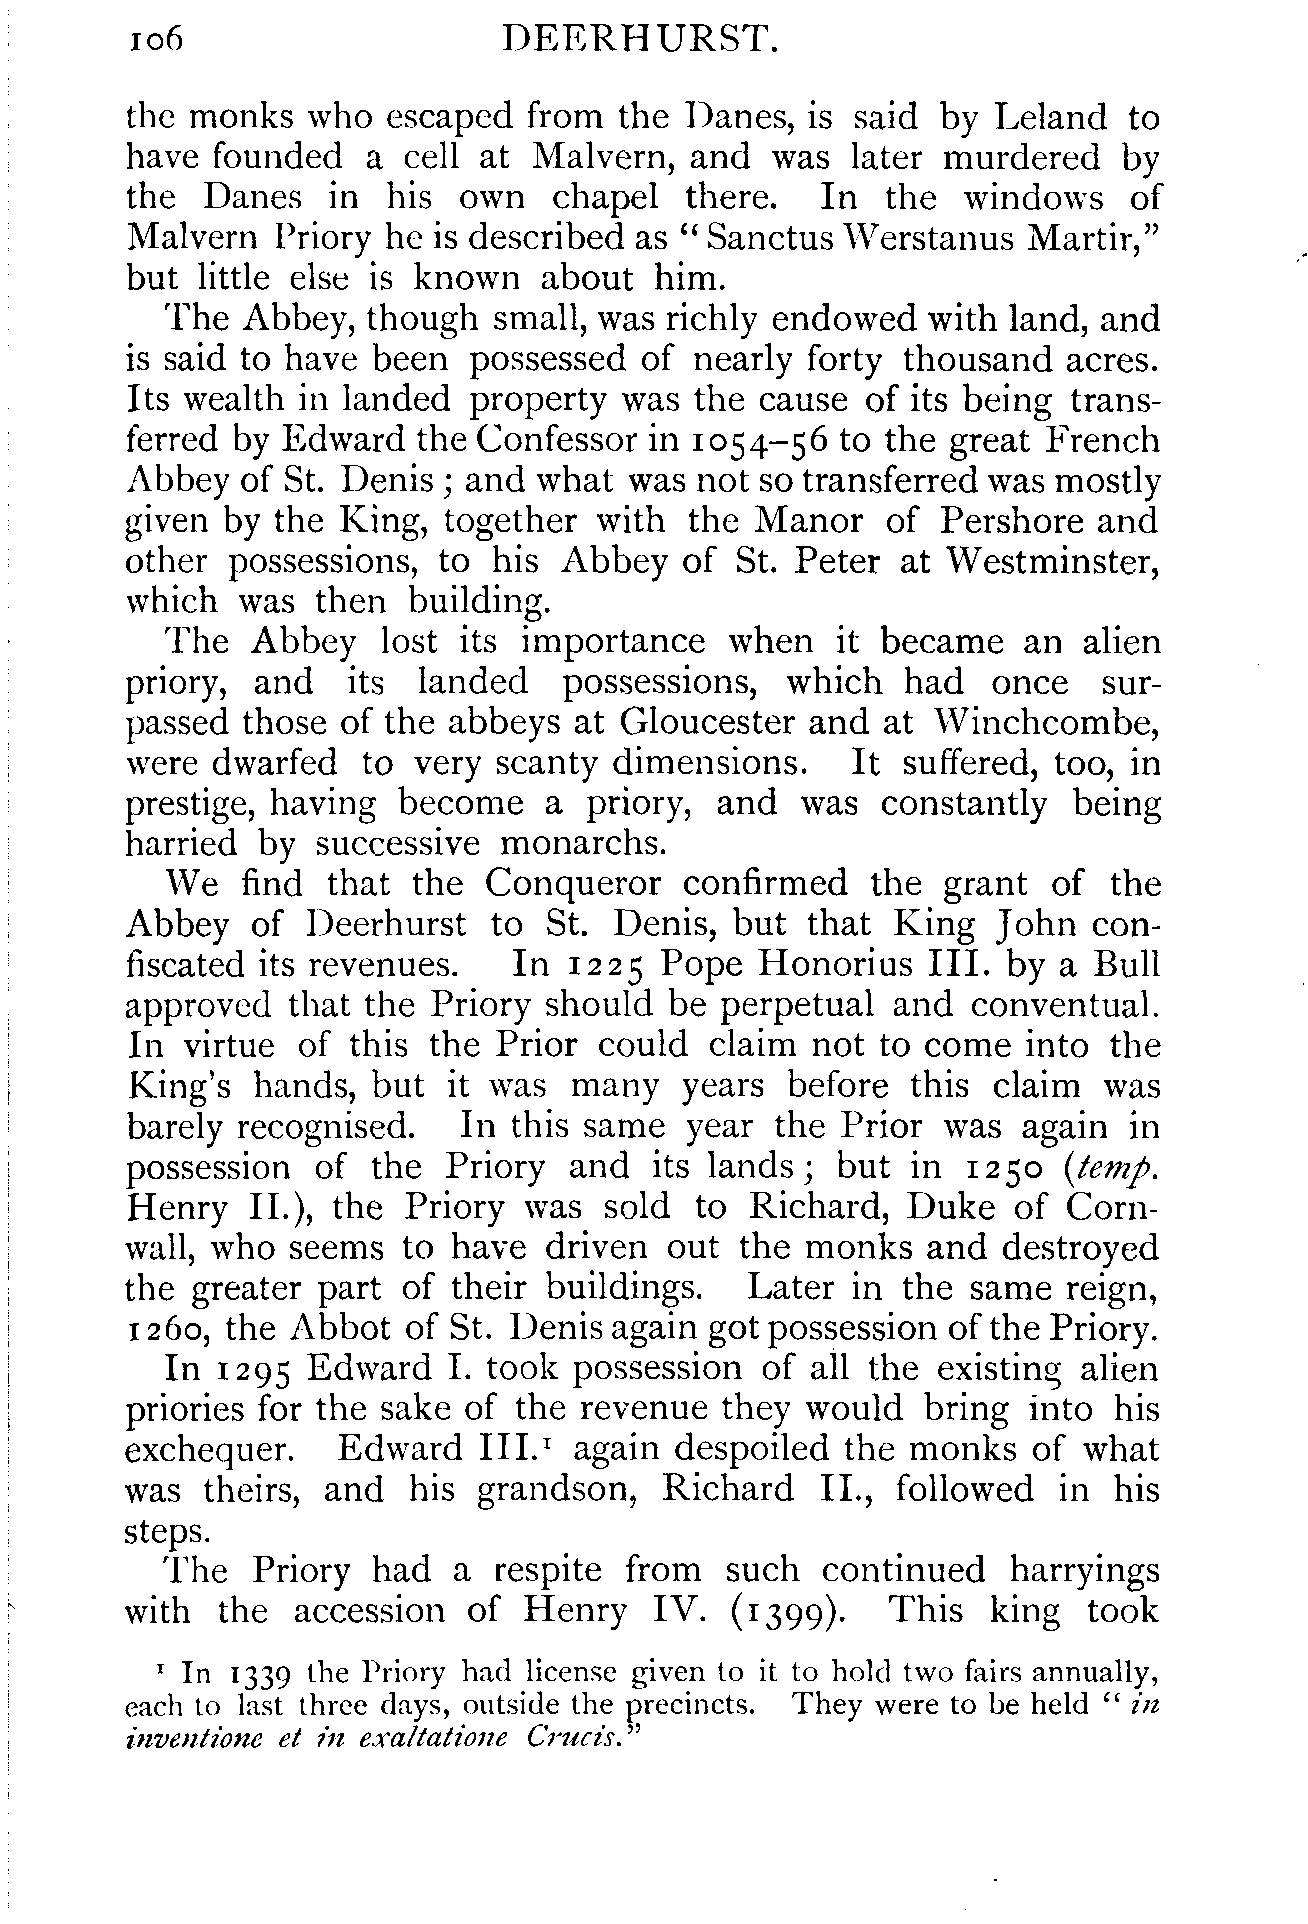 106 DEERHURST.
the monks who escaped from the Danes, is said by Leland to
have founded a cell at Malvern, and was later murdered by
the Danes in his own chapel there. In the windows of
Malvern Priory he is described as “Sanctus Werstanus Martir,”
but little else is known about him.
The Abbey, though small, was richly endowed with land, and
is said to have been possessed of nearly forty thousand acres.
Its wealth in landed property was the cause of its being trans-
ferred by Edward the Confessor in 1054–56 to the great French
Abbey of St. Denis; and what was not so transferred was mostly
given by the King, together with the Manor of Pershore and
other possessions, to his Abbey of St. Peter at Westminster,
which was then building.
The Abbey lost its importance when it became an alien
priory, and its landed possessions, which had once sur-
passed those of the abbeys at Gloucester and at Winchcombe,
were dwarfed to very scanty dimensions. It suffered, too, in
prestige, having become a priory, and was constantly being
harried by successive monarchs.
We find that the Conqueror confirmed the grant of the
Abbey of Deerhurst to St. Denis, but that King John con-
fiscated its revenues. In 1225 Pope Honorius III. by a Bull
approved that the Priory should be perpetual and conventual.
In virtue of this the Prior could claim not to come into the
King's hands, but it was many years before this claim was
barely recognised. In this same year the Prior was again in
possession of the Priory and its lands; but in 1250 (temp.
Henry II.), the Priory was sold to Richard, Duke of Corn-
wall, who seems to have driven out the monks and destroyed
the greater part of their buildings. Later in the same reign,
1260, the Abbot of St. Denis again got possession of the Priory.
In 1295 Edward I. took possession of all the existing alien
priories for the sake of the revenue they would bring into his
exchequer. Edward III.¹ again despoiled the monks of what
was theirs, and his grandson, Richard II., followed in his
steps.
The Priory had a respite from such continued harryings
with the accession of Henry IV. (1399). This king took
¹ In 1339 the Priory had license given to it to hold two fairs annually,
each to last three days, outside the precincts. They were to be held “in
inventione et in exaltatione Crucis.”